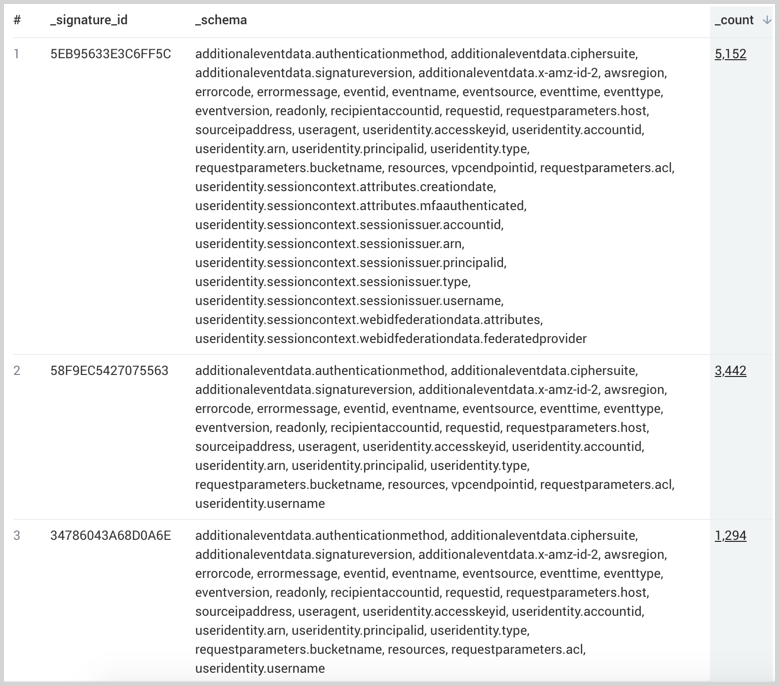 # _signature_id _schema _count
1 5EB95633E3C6FF5C additionaleventdata.authenticationmethod, additionaleventdata.ciphersuite, 5,152
additionaleventdata.signatureversion, additionaleventdata.x-amz-id-2, awsregion,
errorcode, errormessage, eventid, eventname, eventsource, eventtime, eventtype,
eventversion, readonly, recipientaccountid, requestid, requestparameters.host,
sourceipaddress, useragent, useridentity.accesskeyid, useridentity.accountid,
useridentity.arn, useridentity.principalid, useridentity.type,
requestparameters.bucketname, resources, vpcendpointid, requestparameters.acl,
useridentity.sessioncontext.attributes.creationdate,
useridentity.sessioncontext.attributes.mfaauthenticated,
useridentity.sessioncontext.sessionissuer.accountid,
useridentity.sessioncontext.sessionissuer.arn,
useridentity.sessioncontext.sessionissuer.principalid,
useridentity.sessioncontext.sessionissuer.type,
useridentity.sessioncontext.sessionissuer.username,
useridentity.sessioncontext.webidfederationdata.attributes,
useridentity.sessioncontext.webidfederationdata.federatedprovider
2 58F9EC5427075563 additionaleventdata.authenticationmethod, additionaleventdata.ciphersuite, 3,442
additionaleventdata.signatureversion, additionaleventdata.x-amz-id-2, awsregion,
errorcode, errormessage, eventid, eventname, eventsource, eventtime, eventtype,
eventversion, readonly, recipientaccountid, requestid, requestparameters.host,
sourceipaddress, useragent, useridentity.accesskeyid, useridentity.accountid,
useridentity.arn, useridentity.principalid, useridentity.type,
requestparameters.bucketname, resources, vpcendpointid, requestparameters.acl,
useridentity.username
3 34786043A68D0A6E additionaleventdata.authenticationmethod, additionaleventdata.ciphersuite, 1,294
additionaleventdata.signatureversion, additionaleventdata.x-amz-id-2, awsregion,
errorcode, errormessage, eventid, eventname, eventsource, eventtime, eventtype,
eventversion, readonly, recipientaccountid, requestid, requestparameters.host,
sourceipaddress, useragent, useridentity.accesskeyid, useridentity.accountid,
useridentity.arn, useridentity.principalid, useridentity.type,
requestparameters.bucketname, resources, requestparameters.acl,
useridentity.username